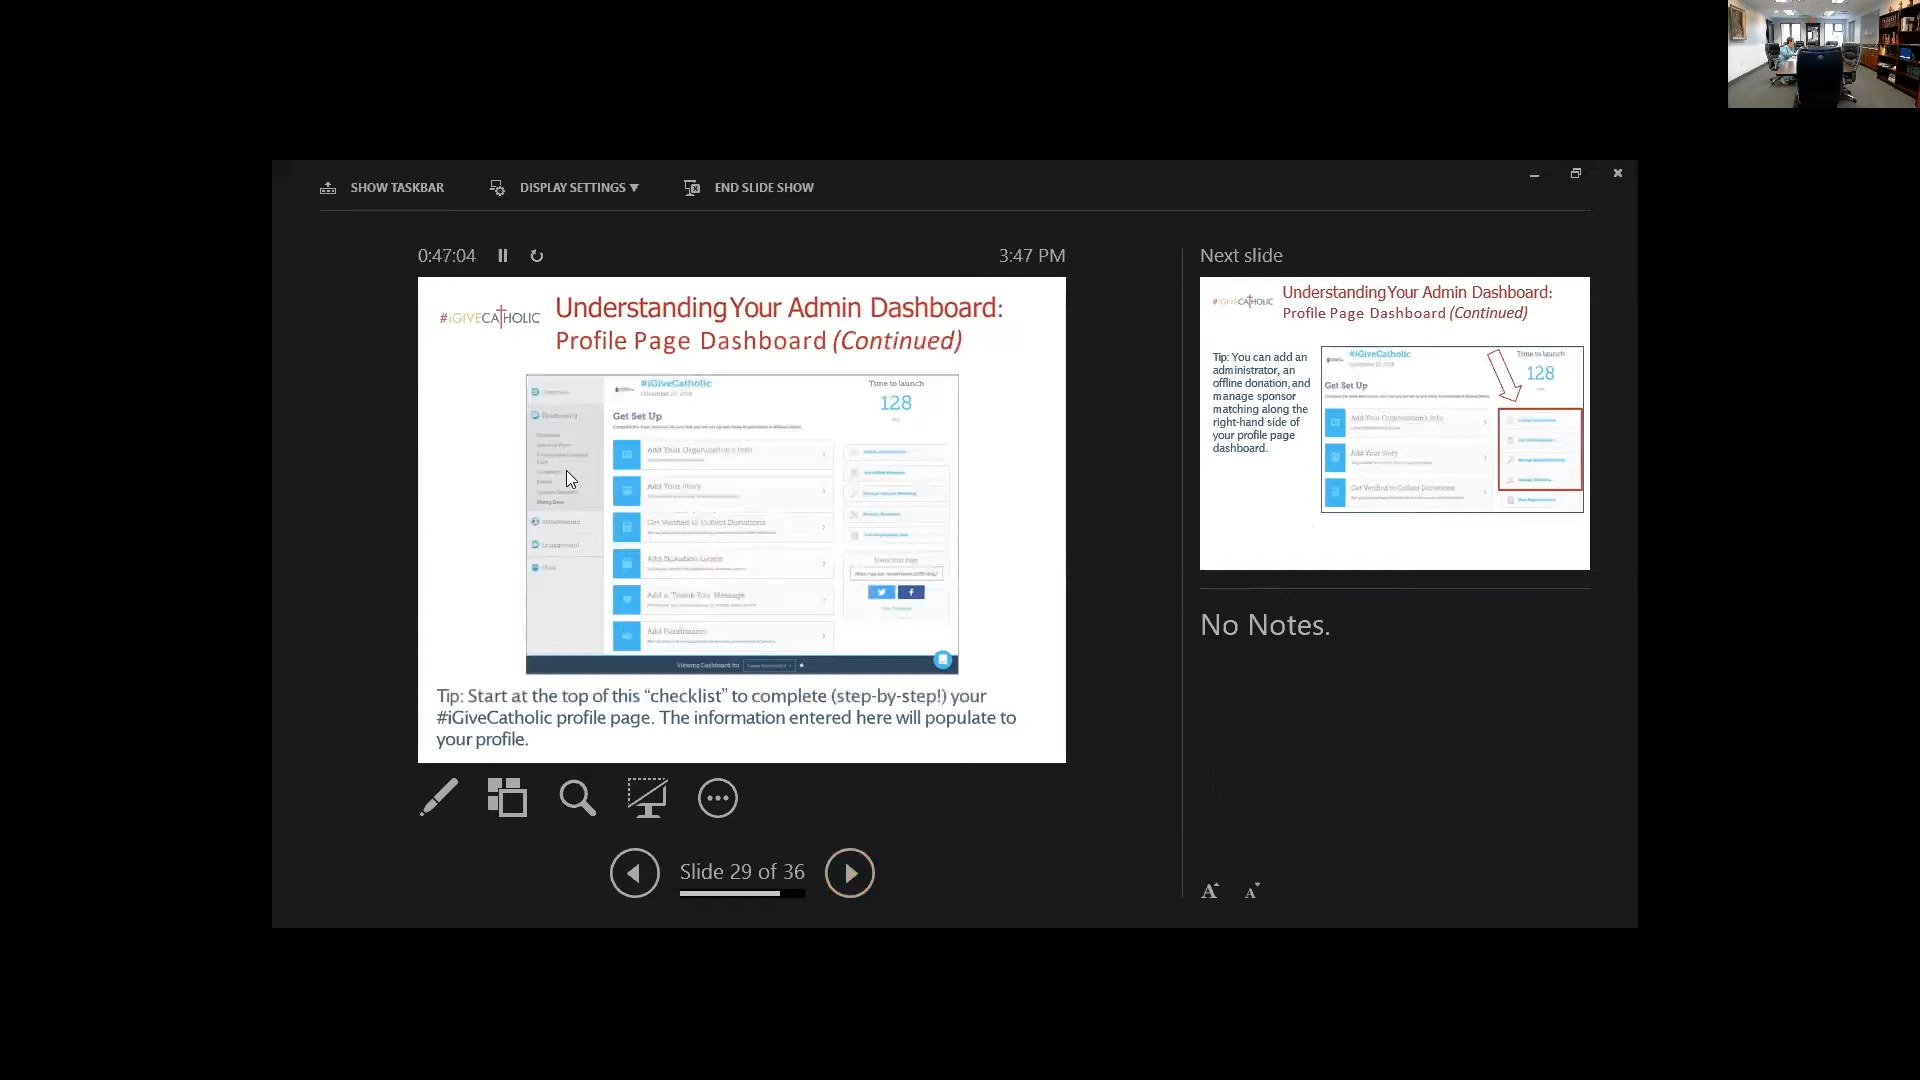 SHOW TASKBAR
DISPLAY SETTINGS ▼
END SLIDE SHOW
0:47:04
3:47 PM
#iGIVECATHOLIC
Understanding Your Admin Dashboard:
Profile Page Dashboard (Continued)
#iGiveCatholic
Time to launch
128
Get Set Up
Add Your Organization's Info
Add Your Story
Get Verified to Collect Donations
Add Donation Levels
Add a "Thank You" Message
Add Fundraisers
Viewing Dashboard for
Tip: Start at the top of this “checklist” to complete (step-by-step!) your
#iGiveCatholic profile page. The information entered here will populate to
your profile.
Slide 29 of 36
Next slide
#iGIVECATHOLIC
Understanding Your Admin Dashboard:
Profile Page Dashboard (Continued)
Tip: You can add an
administrator, an
offline donation, and
manage sponsor
matching along the
right-hand side of
your profile page
dashboard.
#iGiveCatholic
Time to launch
128
Get Set Up
Add Your Organization's Info
Add Your Story
Get Verified to Collect Donations
No Notes.